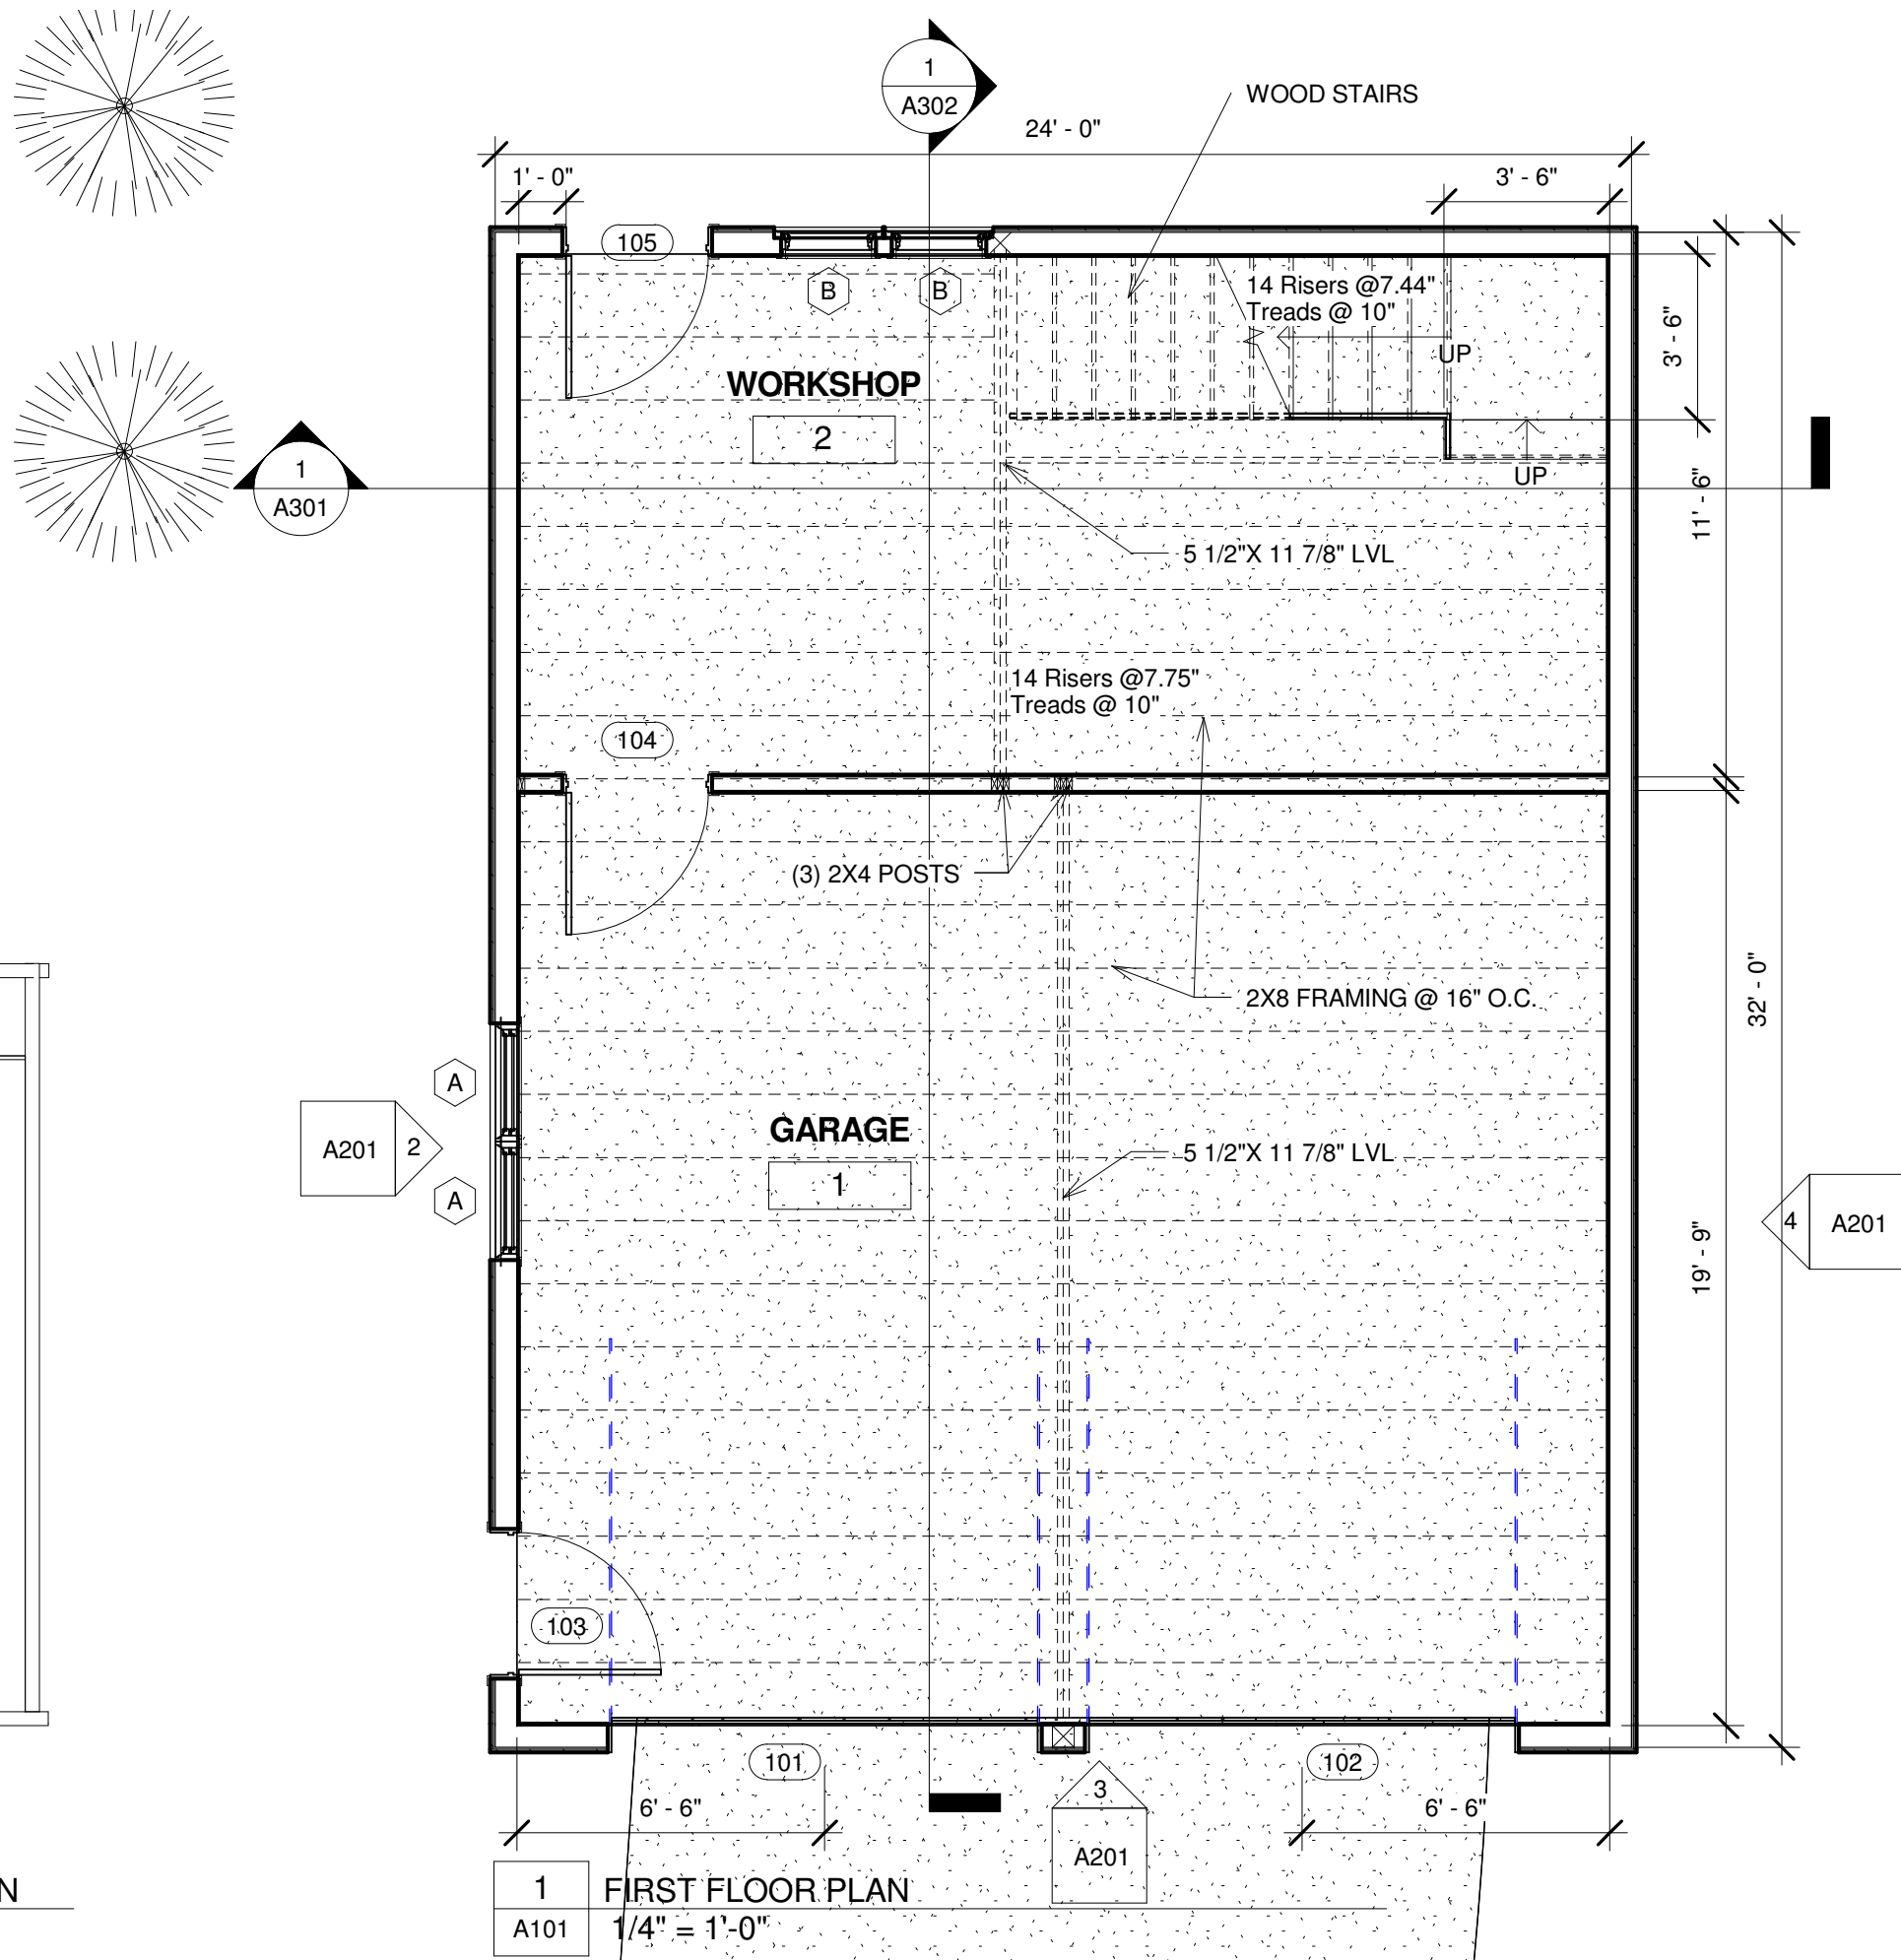 1
A302
WOOD STAIRS
24' - 0"
1' - 0"
3' - 6"
105
B
B
14 Risers @7.44"
Treads @ 10"
3' - 6"
UP
WORKSHOP
2
1
A301
UP
11' - 6"
5 1/2"X 11 7/8" LVL
14 Risers @7.75"
Treads @ 10"
104
(3) 2X4 POSTS
2X8 FRAMING @ 16" O.C.
32' - 0"
A
GARAGE
A201
2
5 1/2"X 11 7/8" LVL
1
A
4
A201
19' - 9"
103
101
102
3
6' - 6"
6' - 6"
A201
1
FIRST FLOOR PLAN
N
A101
1/4" = 1'-0"